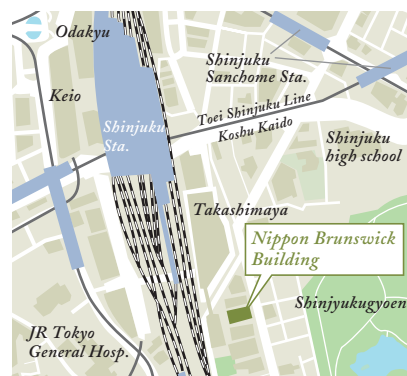 Odakyu
Shinjuku
Sanchome Sta.
Keio
Toei Shinjuku Line
Koshu Kaido
Shinjuku
Sta.
Shinjuku
high school
Takashimaya
Nippon Brunswick
Building
Shinjyukugyoen
JR Tokyo
General Hosp.